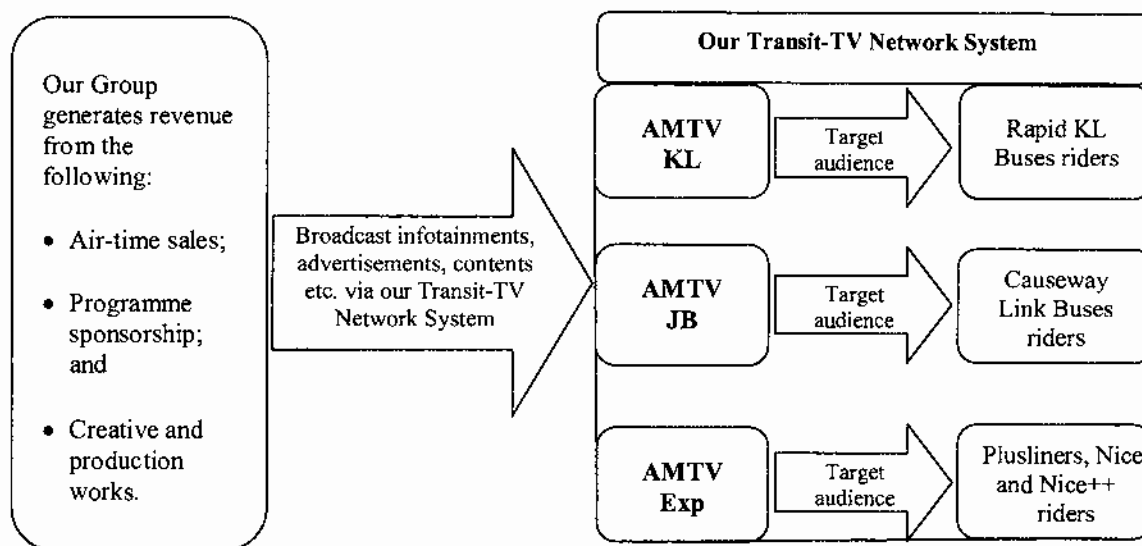 Our Group
generates revenue
from the
following:
• Air-time sales;
• Programme
sponsorship;
and
• Creative and
production
works.
Broadcast infotainments,
advertisements, contents
etc. via our Transit-TV
Network System
Our Transit-TV Network System
AMTV
KL
Target
audience
Rapid KL
Buses riders
AMTV
JB
Target
audience
Causeway
Link Buses
riders
AMTV
Exp
Target
audience
Plusliners, Nice
and Nice++
riders